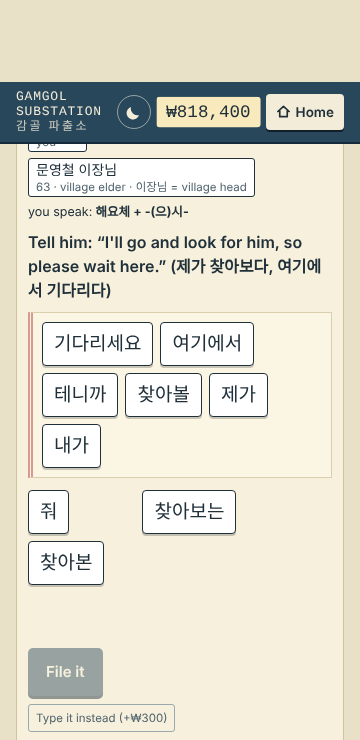 GAMGOL
SUBSTATION
감골 파출소
₩818,400
Home
you
문영철 이장님
63 · village elder · 이장님 = village head
you speak: 해요체 + -(으)시-
Tell him: “I'll go and look for him, so
please wait here.” (제가 찾아보다, 여기에
서 기다리다)
기다리세요 여기에서
테니까 찾아볼 제가
내가
줘 찾아보는
찾아본
File it
Type it instead (+₩300)